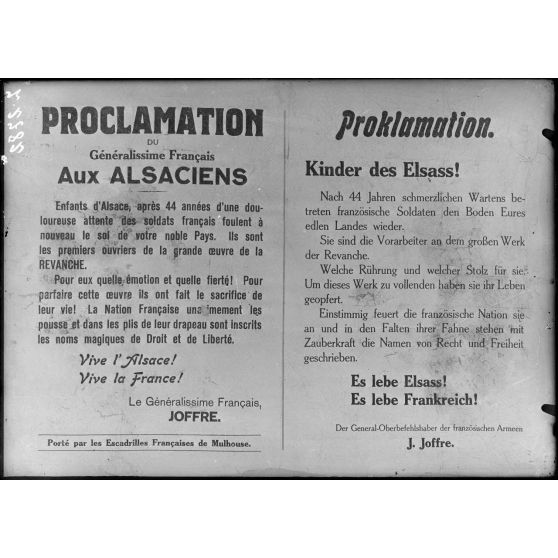 PROCLAMATION
DU
Généralissime Français
Aux ALSACIENS
Enfants d'Alsace, après 44 années d'une dou-
loureuse attente des soldats français foulent à
nouveau le sol de votre noble Pays. Ils sont
les premiers ouvriers de la grande œuvre de la
REVANCHE.
Pour eux quelle émotion et quelle fierté! Pour
parfaire cette œuvre ils ont fait le sacrifice de
leur vie! La Nation Française una mement les
pousse et dans les plis de leur drapeau sont inscrits
les noms magiques de Droit et de Liberté.
Vive l'Alsace!
Vive la France!
Le Généralissime Français,
JOFFRE.
Porté par les Escadrilles Françaises de Mulhouse.
Proklamation.
Kinder des Elsass!
Nach 44 Jahren schmerzlichen Wartens be-
treten französische Soldaten den Boden Eures
edlen Landes wieder.
Sie sind die Vorarbeiter an dem großen Werk
der Revanche.
Welche Rührung und welcher Stolz für sie.
Um dieses Werk zu vollenden haben sie ihr Leben
geopfert.
Einstimmig feuert die französische Nation sie
an und in den Falten ihrer Fahne stehen mit
Zauberkraft die Namen von Recht und Freiheit
geschrieben.
Es lebe Elsass!
Es lebe Frankreich!
Der General-Oberbefehlshaber der französischen Armeen
J. Joffre.